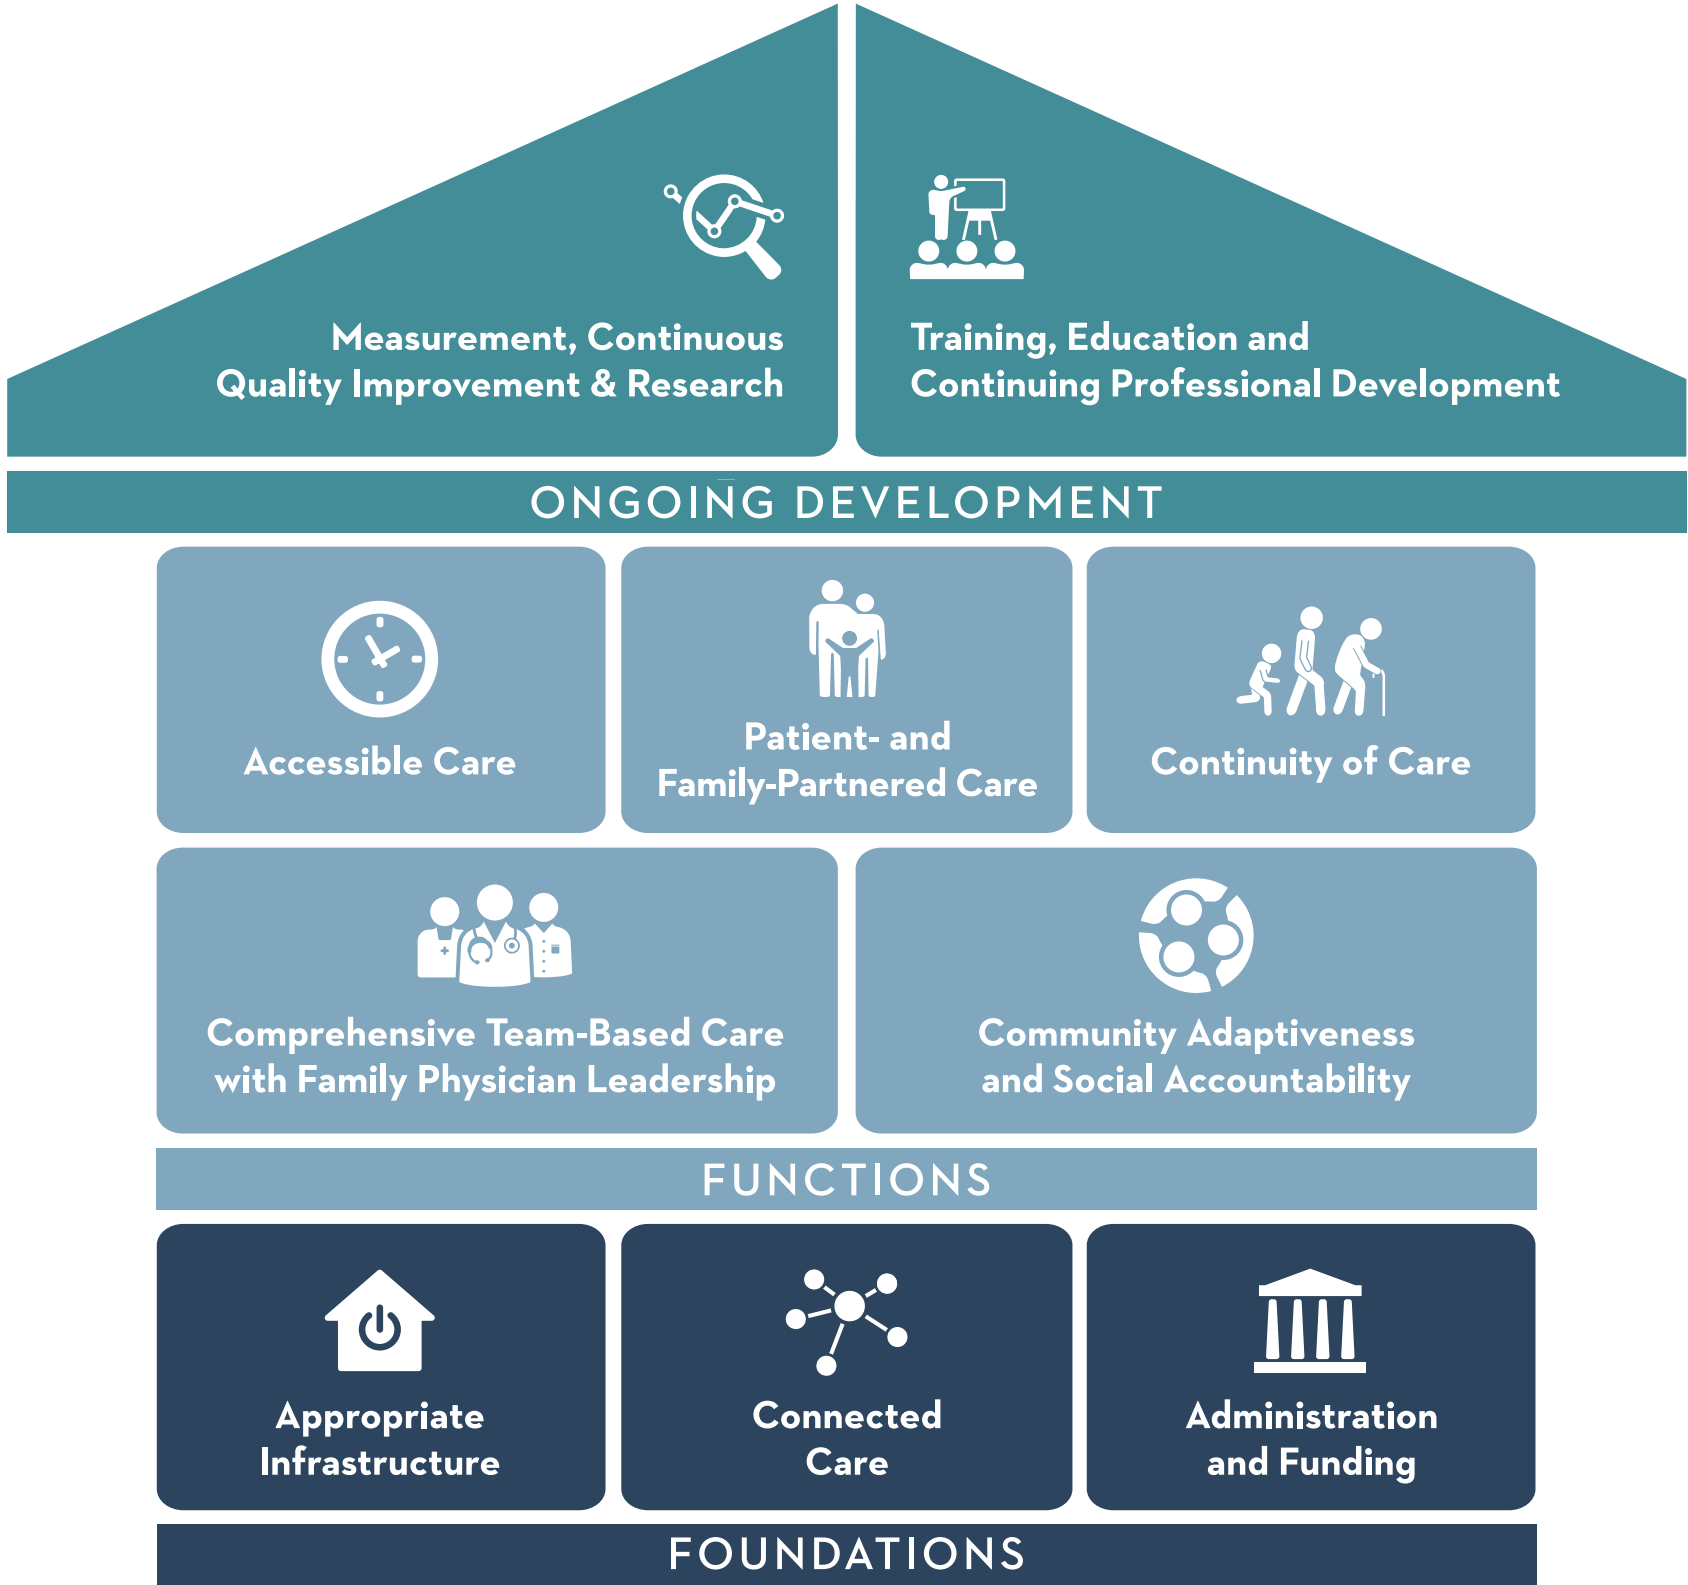 Measurement, Continuous
Quality Improvement & Research
Training, Education and
Continuing Professional Development
ONGOING DEVELOPMENT
Accessible Care
Patient- and
Family-Partnered Care
Continuity of Care
Comprehensive Team-Based Care
with Family Physician Leadership
Community Adaptiveness
and Social Accountability
FUNCTIONS
Appropriate
Infrastructure
Connected
Care
Administration
and Funding
FOUNDATIONS